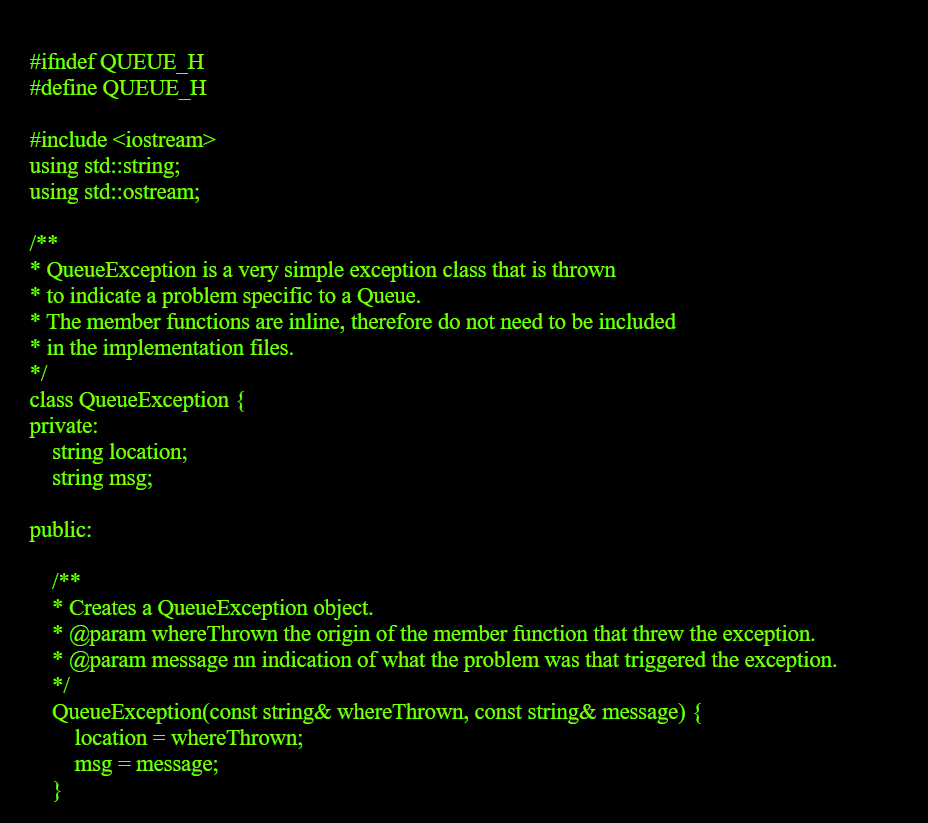 #ifndef QUEUE_H
#define QUEUE_H
#include <iostream>
using std::string;
using std::ostream;
/**
* QueueException is a very simple exception class that is thrown
* to indicate a problem specific to a Queue.
* The member functions are inline, therefore do not need to be included
* in the implementation files.
*/
class QueueException {
private:
    string location;
    string msg;
public:
    /**
    * Creates a QueueException object.
    * @param whereThrown the origin of the member function that threw the exception.
    * @param message nn indication of what the problem was that triggered the exception.
    */
    QueueException(const string& whereThrown, const string& message) {
        location = whereThrown;
        msg = message;
    }